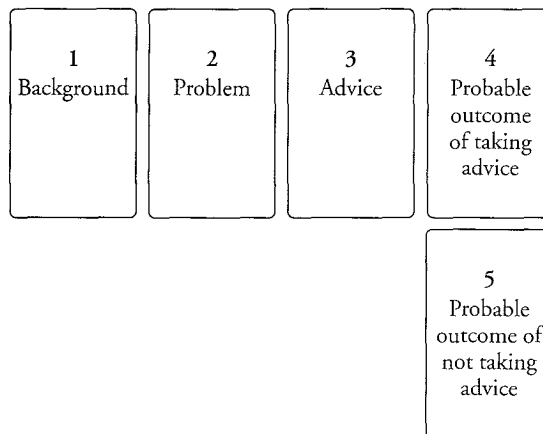 1
Background
2
Problem
3
Advice
4
Probable
outcome
of taking
advice
5
Probable
outcome of
not taking
advice